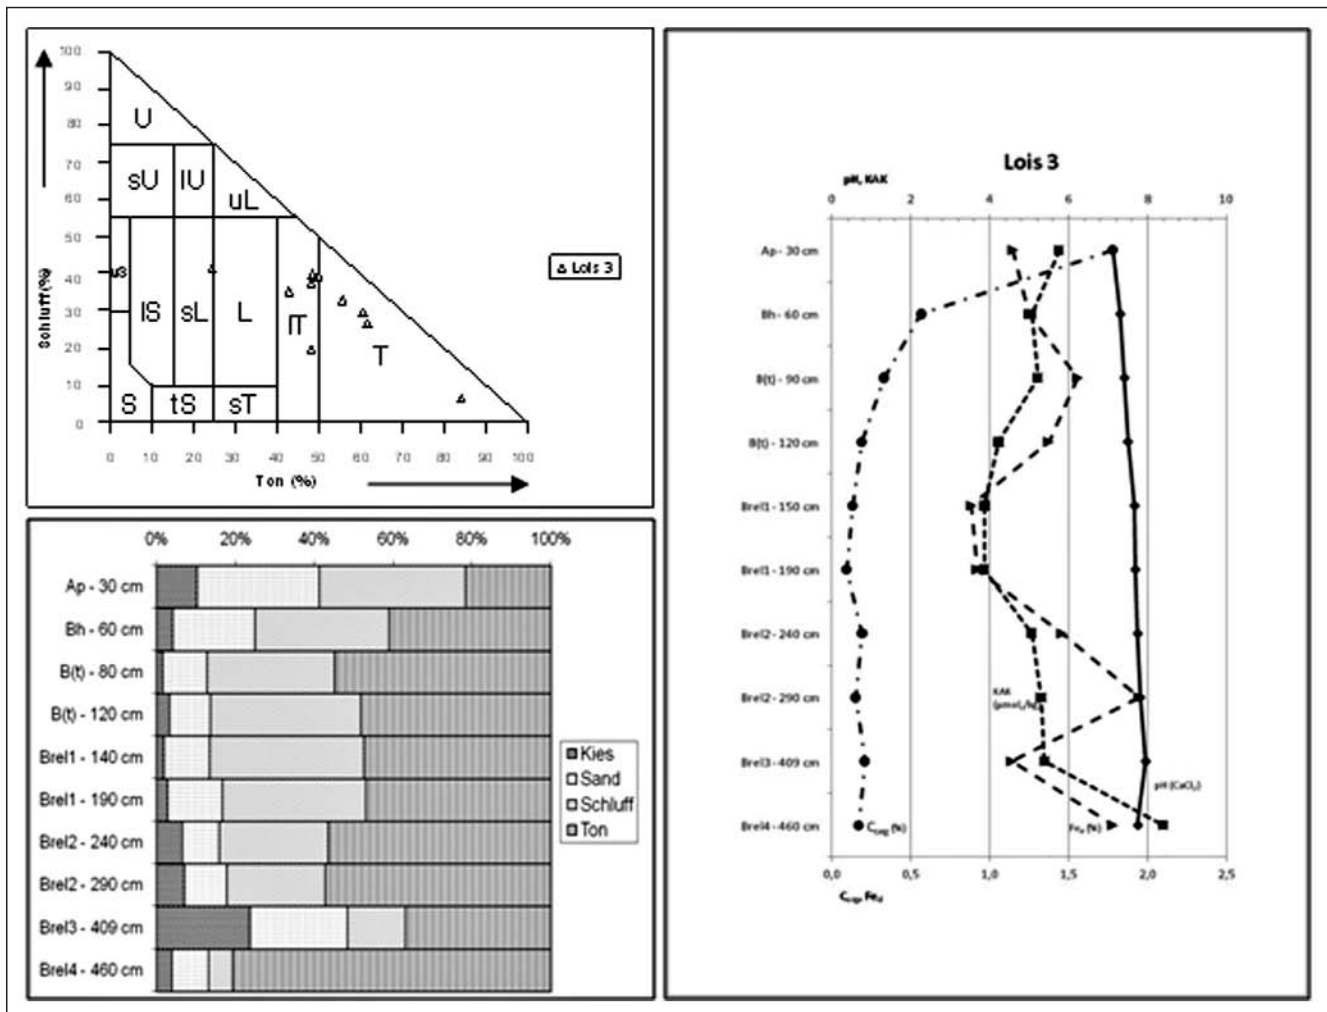 100
90
80
70
60
50
40
30
20
10
0
Schluff(%)
U
sU lU
uL
uS
lS sL L lT T
S tS sT
0 10 20 30 40 50 60 70 80 90 100
Ton (%)
Lois 3
0% 20% 40% 60% 80% 100%
Ap - 30 cm
Bh - 60 cm
B(t) - 80 cm
B(t) - 120 cm
Brel1 - 140 cm
Brel1 - 190 cm
Brel2 - 240 cm
Brel2 - 290 cm
Brel3 - 409 cm
Brel4 - 460 cm
Kies
Sand
Schluff
Ton
Lois 3
pH, KAK
0 2 4 6 8 10
Ap - 30 cm
Bh - 60 cm
B(t) - 90 cm
B(t) - 120 cm
Brel1 - 150 cm
Brel1 - 190 cm
Brel2 - 240 cm
Brel2 - 290 cm
KAK
Brel3 - 409 cm
pH (CaCl₂)
Brel4 - 460 cm
C org (%)
Fe d (%)
0,0 0,5 1,0 1,5 2,0 2,5
C org, Fe d